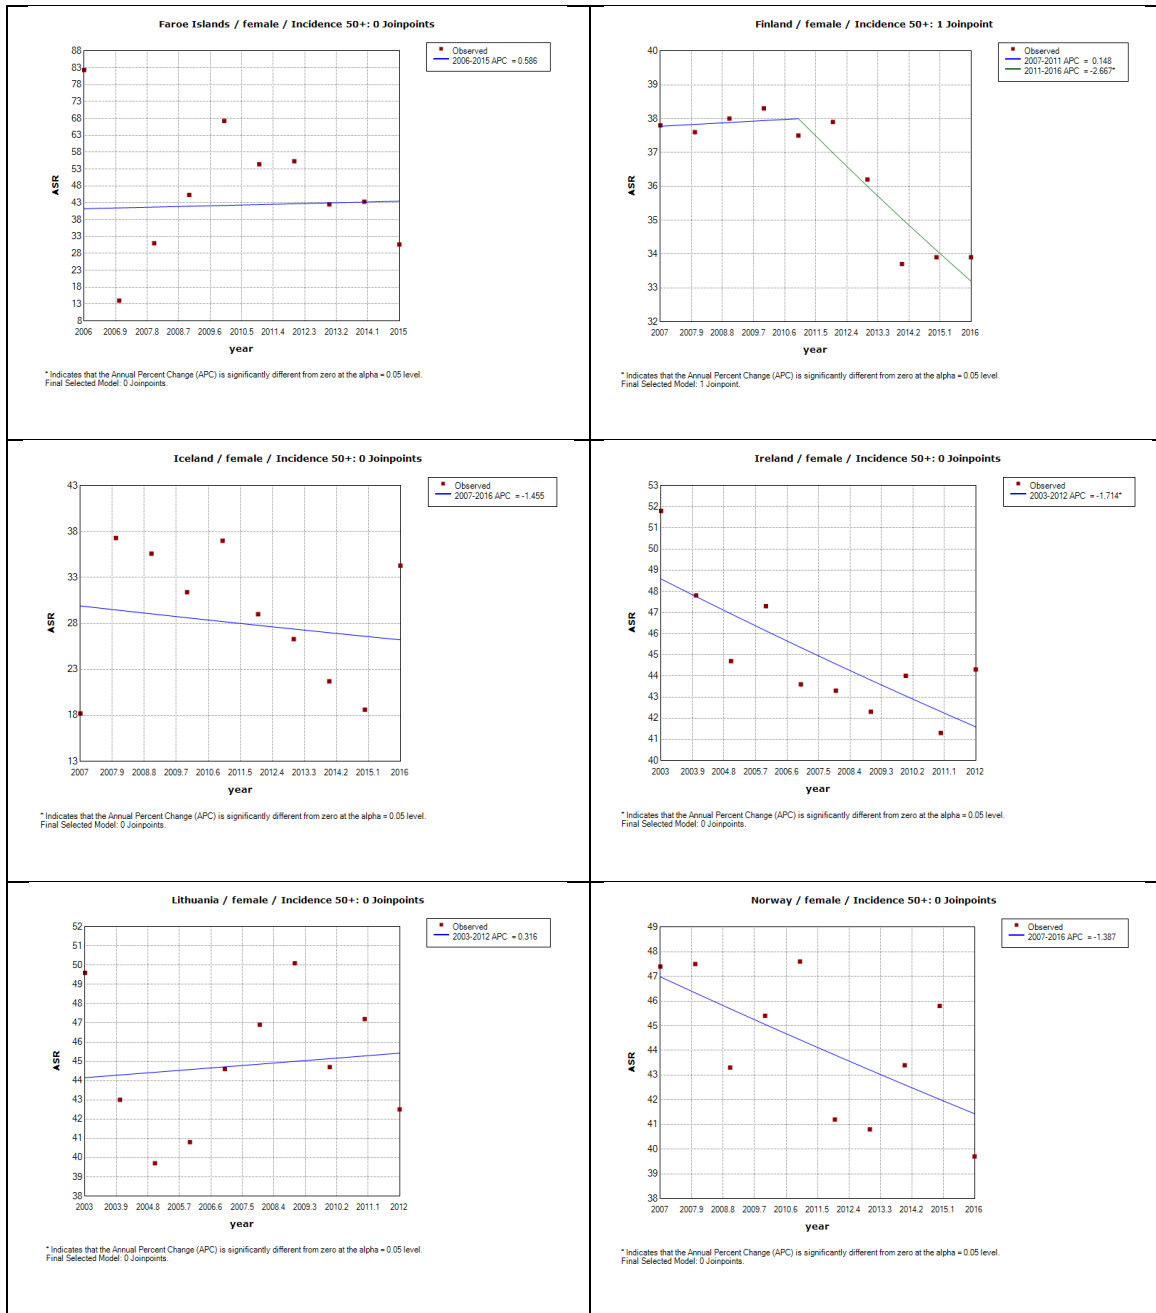 Faroe Islands / female / Incidence 50+: 0 Joinpoints
Observed
2006-2015 APC = 0.586
88
83
78
73
68
63
58
53
48
43
38
33
28
23
18
13
8
ASR
2006 2006.9 2007.8 2008.7 2009.6 2010.5 2011.4 2012.3 2013.2 2014.1 2015
year
* Indicates that the Annual Percent Change (APC) is significantly different from zero at the alpha = 0.05 level.
Final Selected Model: 0 Joinpoints.
Finland / female / Incidence 50+: 1 Joinpoint
Observed
2007-2011 APC = 0.148
2011-2016 APC = -2.667*
40
39
38
37
36
35
34
33
32
ASR
2007 2007.9 2008.8 2009.7 2010.6 2011.5 2012.4 2013.3 2014.2 2015.1 2016
year
* Indicates that the Annual Percent Change (APC) is significantly different from zero at the alpha = 0.05 level.
Final Selected Model: 1 Joinpoint.
Iceland / female / Incidence 50+: 0 Joinpoints
Observed
2007-2016 APC = -1.455
43
38
33
28
23
18
13
ASR
2007 2007.9 2008.8 2009.7 2010.6 2011.5 2012.4 2013.3 2014.2 2015.1 2016
year
* Indicates that the Annual Percent Change (APC) is significantly different from zero at the alpha = 0.05 level.
Final Selected Model: 0 Joinpoints.
Ireland / female / Incidence 50+: 0 Joinpoints
Observed
2003-2012 APC = -1.714*
53
52
51
50
49
48
47
46
45
44
43
42
41
40
ASR
2003 2003.9 2004.8 2005.7 2006.6 2007.5 2008.4 2009.3 2010.2 2011.1 2012
year
* Indicates that the Annual Percent Change (APC) is significantly different from zero at the alpha = 0.05 level.
Final Selected Model: 0 Joinpoints.
Lithuania / female / Incidence 50+: 0 Joinpoints
Observed
2003-2012 APC = 0.316
52
51
50
49
48
47
46
45
44
43
42
41
40
39
38
ASR
2003 2003.9 2004.8 2005.7 2006.6 2007.5 2008.4 2009.3 2010.2 2011.1 2012
year
* Indicates that the Annual Percent Change (APC) is significantly different from zero at the alpha = 0.05 level.
Final Selected Model: 0 Joinpoints.
Norway / female / Incidence 50+: 0 Joinpoints
Observed
2007-2016 APC = -1.387
49
48
47
46
45
44
43
42
41
40
39
38
ASR
2007 2007.9 2008.8 2009.7 2010.6 2011.5 2012.4 2013.3 2014.2 2015.1 2016
year
* Indicates that the Annual Percent Change (APC) is significantly different from zero at the alpha = 0.05 level.
Final Selected Model: 0 Joinpoints.